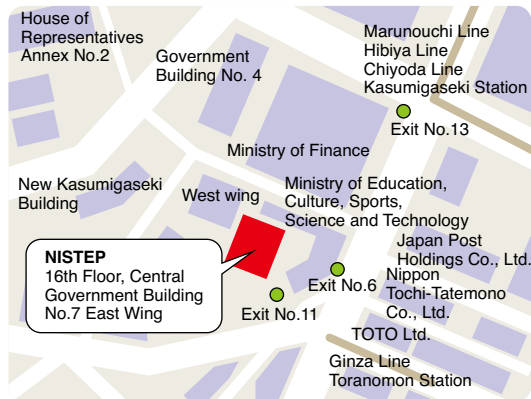 House of
Representatives
Annex No.2
Government
Building No. 4
Marunouchi Line
Hibiya Line
Chiyoda Line
Kasumigaseki Station
Exit No.13
Ministry of Finance
New Kasumigaseki
Building
West wing
Ministry of Education,
Culture, Sports,
Science and Technology
Japan Post
Holdings Co., Ltd.
NISTEP
16th Floor, Central
Government Building
No.7 East Wing
Exit No.6
Nippon
Tochi-Tatemono
Co., Ltd.
Exit No.11
TOTO Ltd.
Ginza Line
Toranomon Station